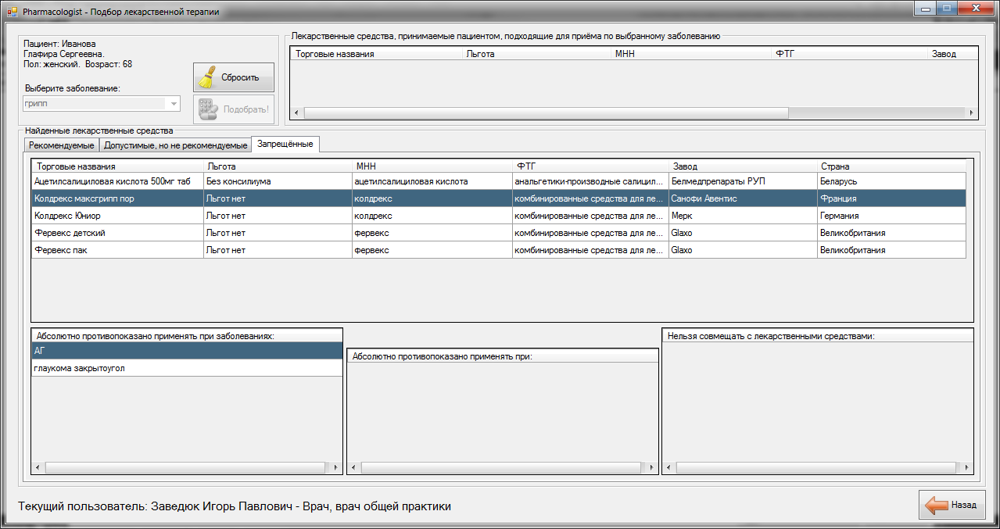 Pharmacologist - Подбор лекарственной терапии
Пациент: Иванова
Глафира Сергеевна.
Пол: женский. Возраст: 68
Выберите заболевание:
грипп
Сбросить
Подобрать!
Лекарственные средства, принимаемые пациентом, подходящие для приёма по выбранному заболеванию
Торговые названия Льгота МНН ФТГ Завод
Найденные лекарственные средства
Рекомендуемые Допустимые, но не рекомендуемые Запрещённые
Торговые названия Льгота МНН ФТГ Завод Страна
Ацетилсалициловая кислота 500мг таб Без консилиума ацетилсалициловая кислота анальгетики-производные салицил... Белмедпрепараты РУП Беларусь
Колдрекс максгрипп пор Льгот нет колдрекс комбинированные средства для ле... Санофи Авентис Франция
Колдрекс Юниор Льгот нет колдрекс комбинированные средства для ле... Мерк Германия
Фервекс детский Льгот нет фервекс комбинированные средства для ле... Glaxo Великобритания
Фервекс пак Льгот нет фервекс комбинированные средства для ле... Glaxo Великобритания
Абсолютно противопоказано применять при заболеваниях:
АГ
глаукома закрытоугол
Абсолютно противопоказано применять при:
Нельзя совмещать с лекарственными средствами:
Текущий пользователь: Заведюк Игорь Павлович - Врач, врач общей практики
Назад